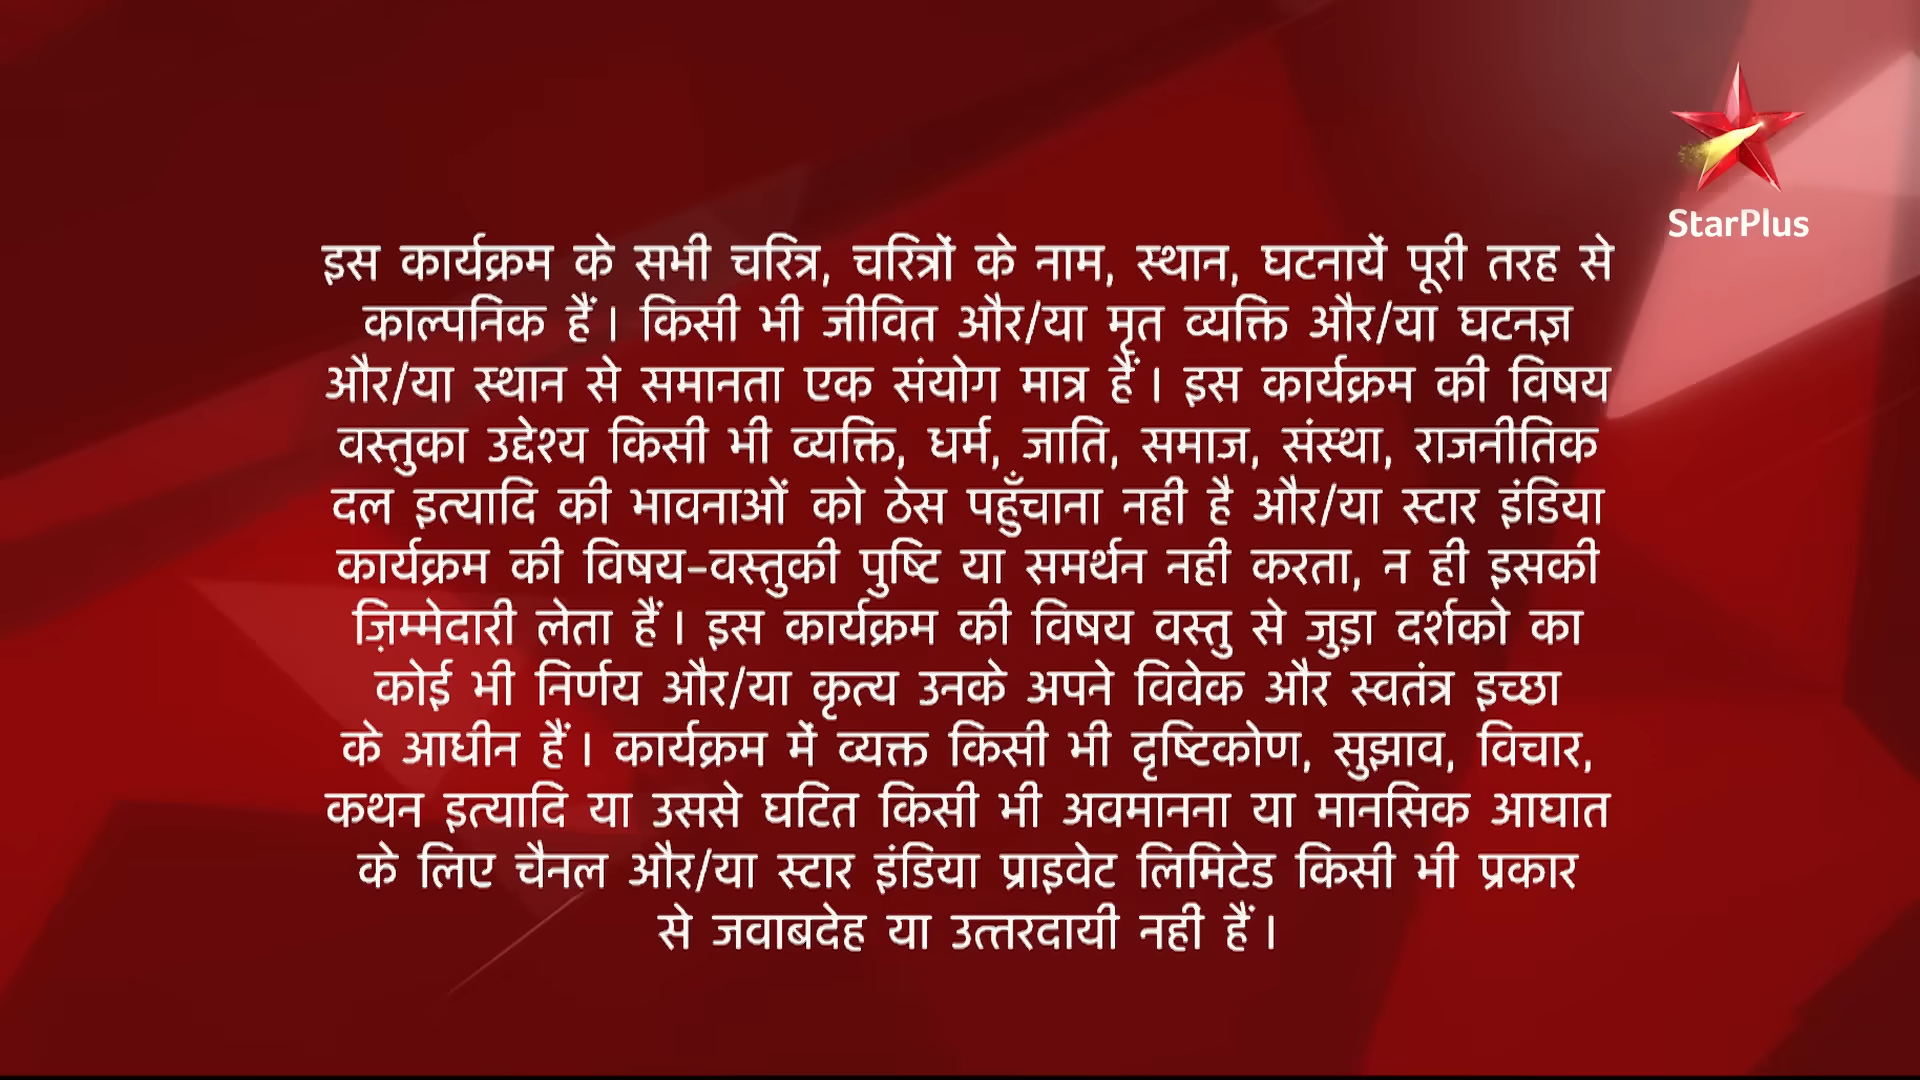 StarPlus
इस कार्यक्रम के सभी चरित्र, चरित्रों के नाम, स्थान, घटनायें पूरी तरह से
काल्पनिक हैं। किसी भी जीवित और/या मृत व्यक्ति और/या घटनज्ञ
और/या स्थान से समानता एक संयोग मात्र हैं। इस कार्यक्रम की विषय
वस्तुका उद्देश्य किसी भी व्यक्ति, धर्म, जाति, समाज, संस्था, राजनीतिक
दल इत्यादि की भावनाओं को ठेस पहुँचाना नहीं है और/या स्टार इंडिया
कार्यक्रम की विषय-वस्तुकी पुष्टि या समर्थन नहीं करता, न ही इसकी
ज़िम्मेदारी लेता हैं। इस कार्यक्रम की विषय वस्तु से जुड़ा दर्शको का
कोई भी निर्णय और/या कृत्य उनके अपने विवेक और स्वतंत्र इच्छा
के आधीन हैं। कार्यक्रम में व्यक्त किसी भी दृष्टिकोण, सुझाव, विचार,
कथन इत्यादि या उससे घटित किसी भी अवमानना या मानसिक आघात
के लिए चैनल और/या स्टार इंडिया प्राइवेट लिमिटेड किसी भी प्रकार
से जवाबदेह या उत्तरदायी नहीं हैं।